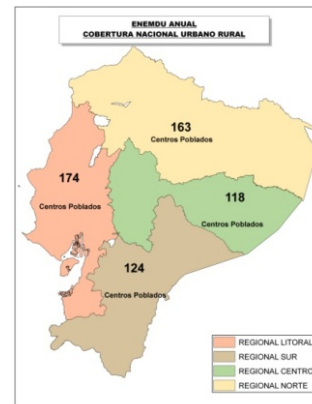 ENEMDU ANUAL
COBERTURA NACIONAL URBANO RURAL
163
Centros Poblados
174
Centros Poblados
118
Centros Poblados
124
Centros Poblados
REGIONAL LITORAL
REGIONAL SUR
REGIONAL CENTRO
REGIONAL NORTE